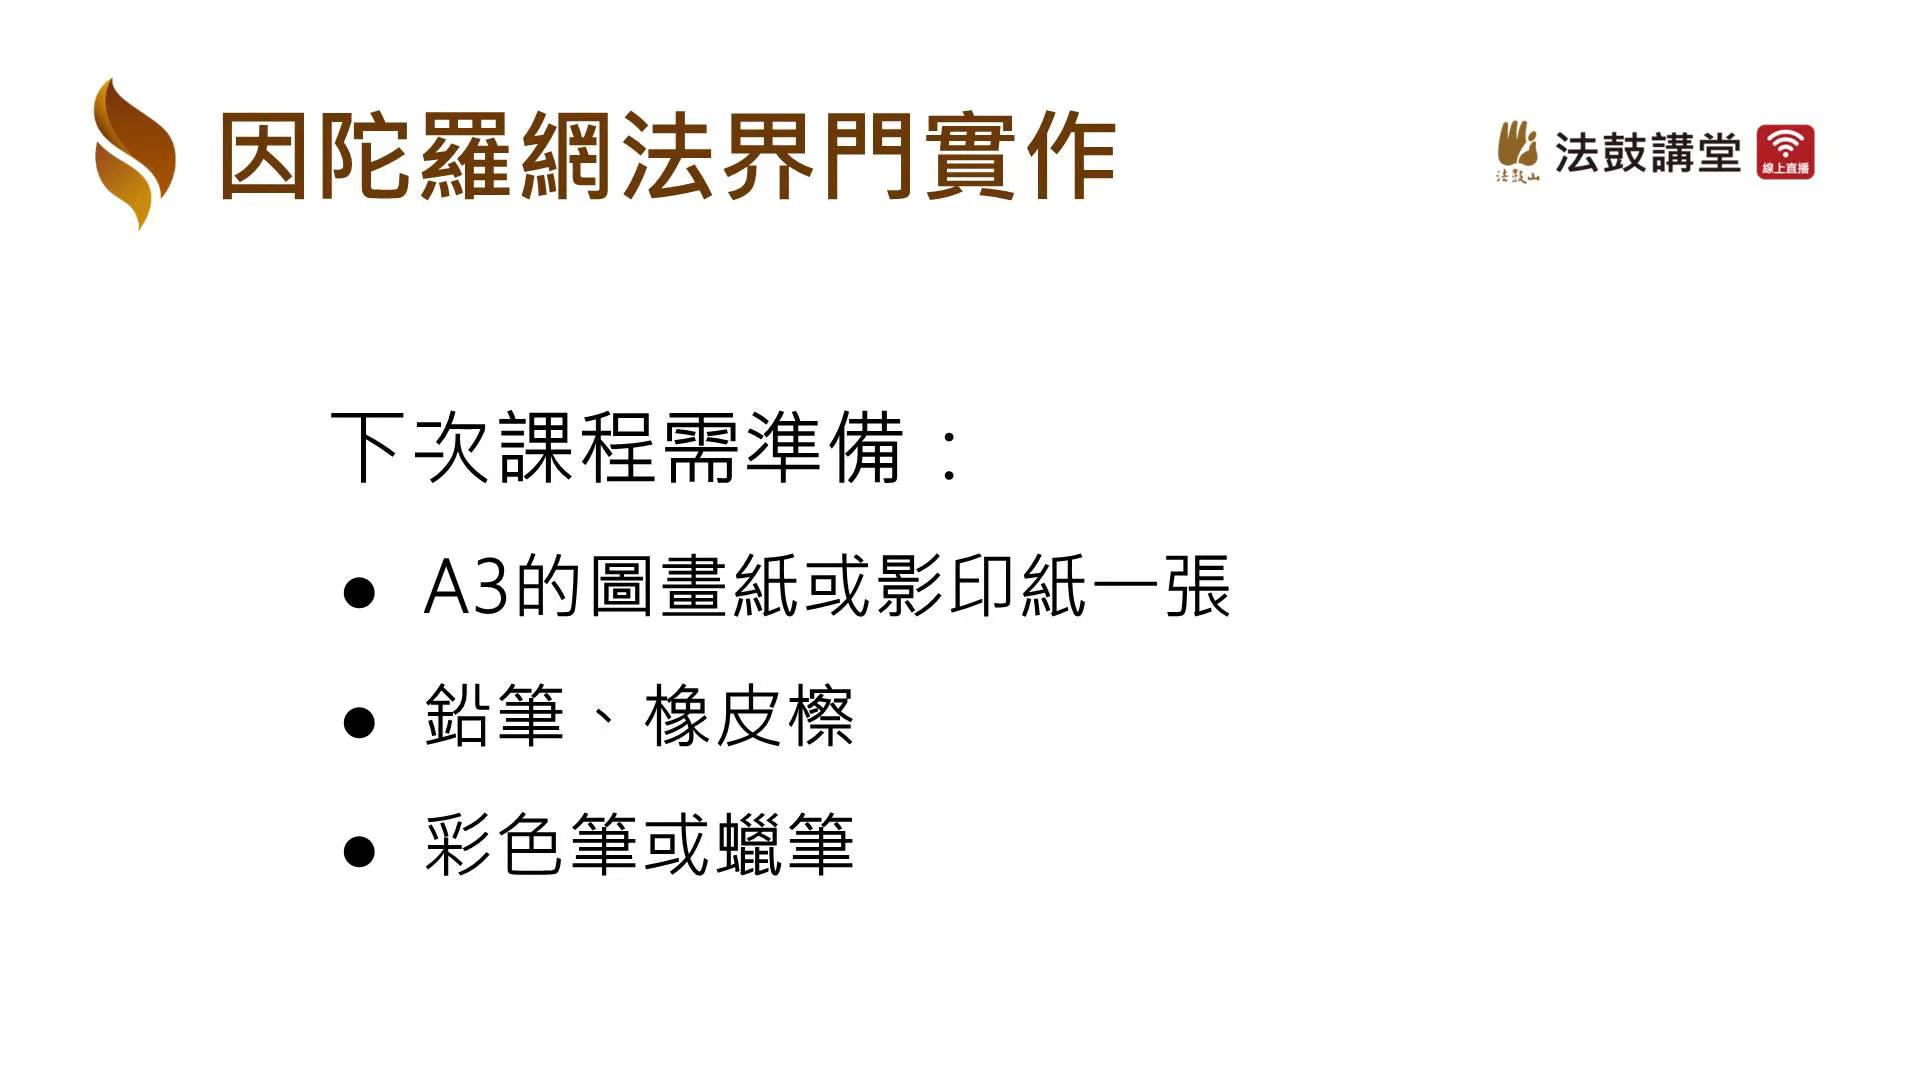 因陀羅網法界門實作
法鼓山
法鼓講堂
線上直播
下次課程需準備：
● A3的圖畫紙或影印紙一張
● 鉛筆、橡皮檫
● 彩色筆或蠟筆